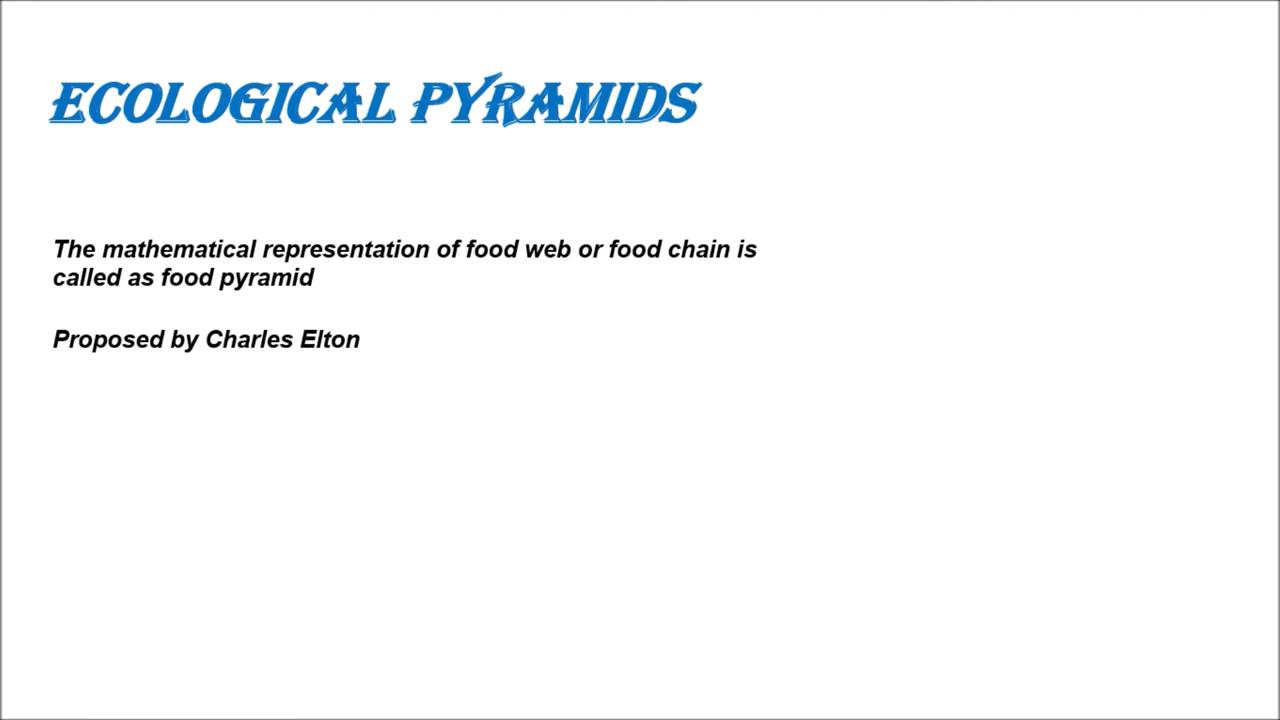 ECOLOGICAL PYRAMIDS
The mathematical representation of food web or food chain is
called as food pyramid
Proposed by Charles Elton